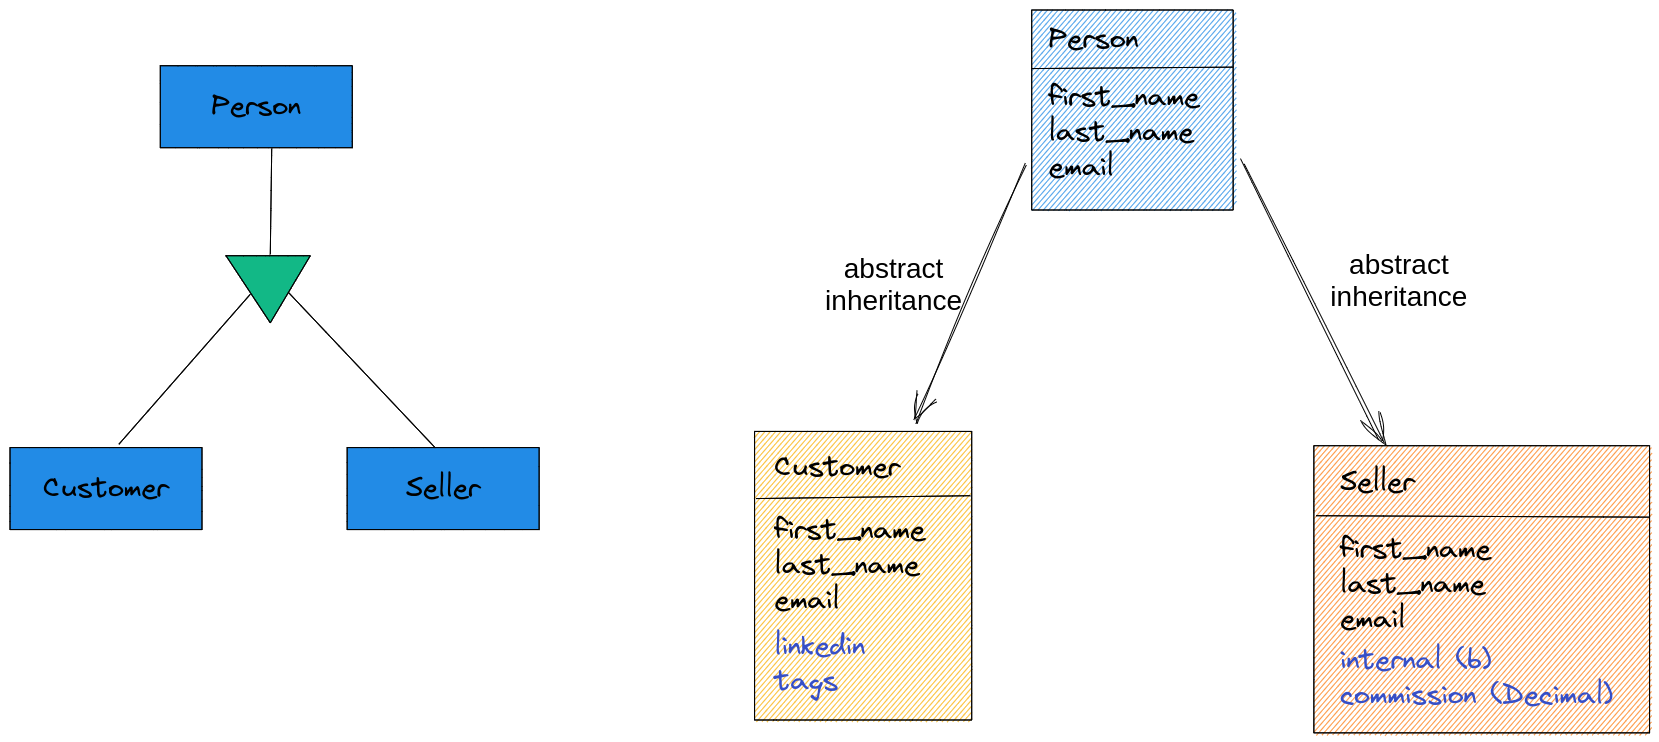 Person
Customer
Seller
Person
first_name
last_name
email
abstract
inheritance
abstract
inheritance
Customer
first_name
last_name
email
linkedin
tags
Seller
first_name
last_name
email
internal (b)
commission (Decimal)